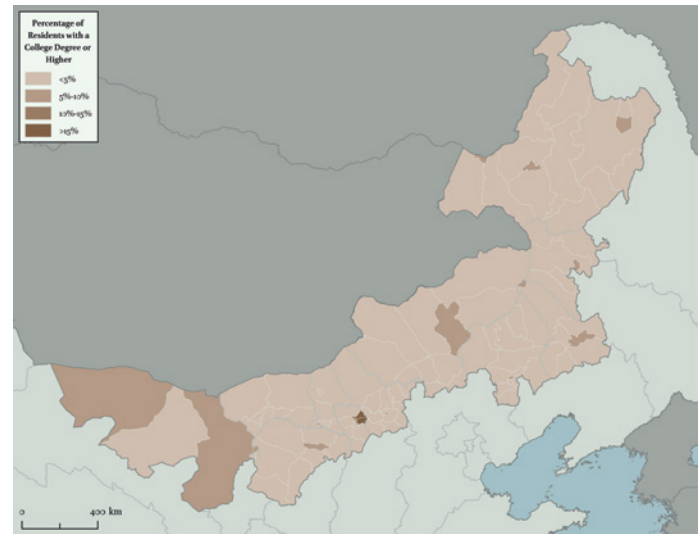 Percentage of
Residents with a
College Degree or
Higher
<5%
5%-10%
10%-15%
>15%
0 400 km